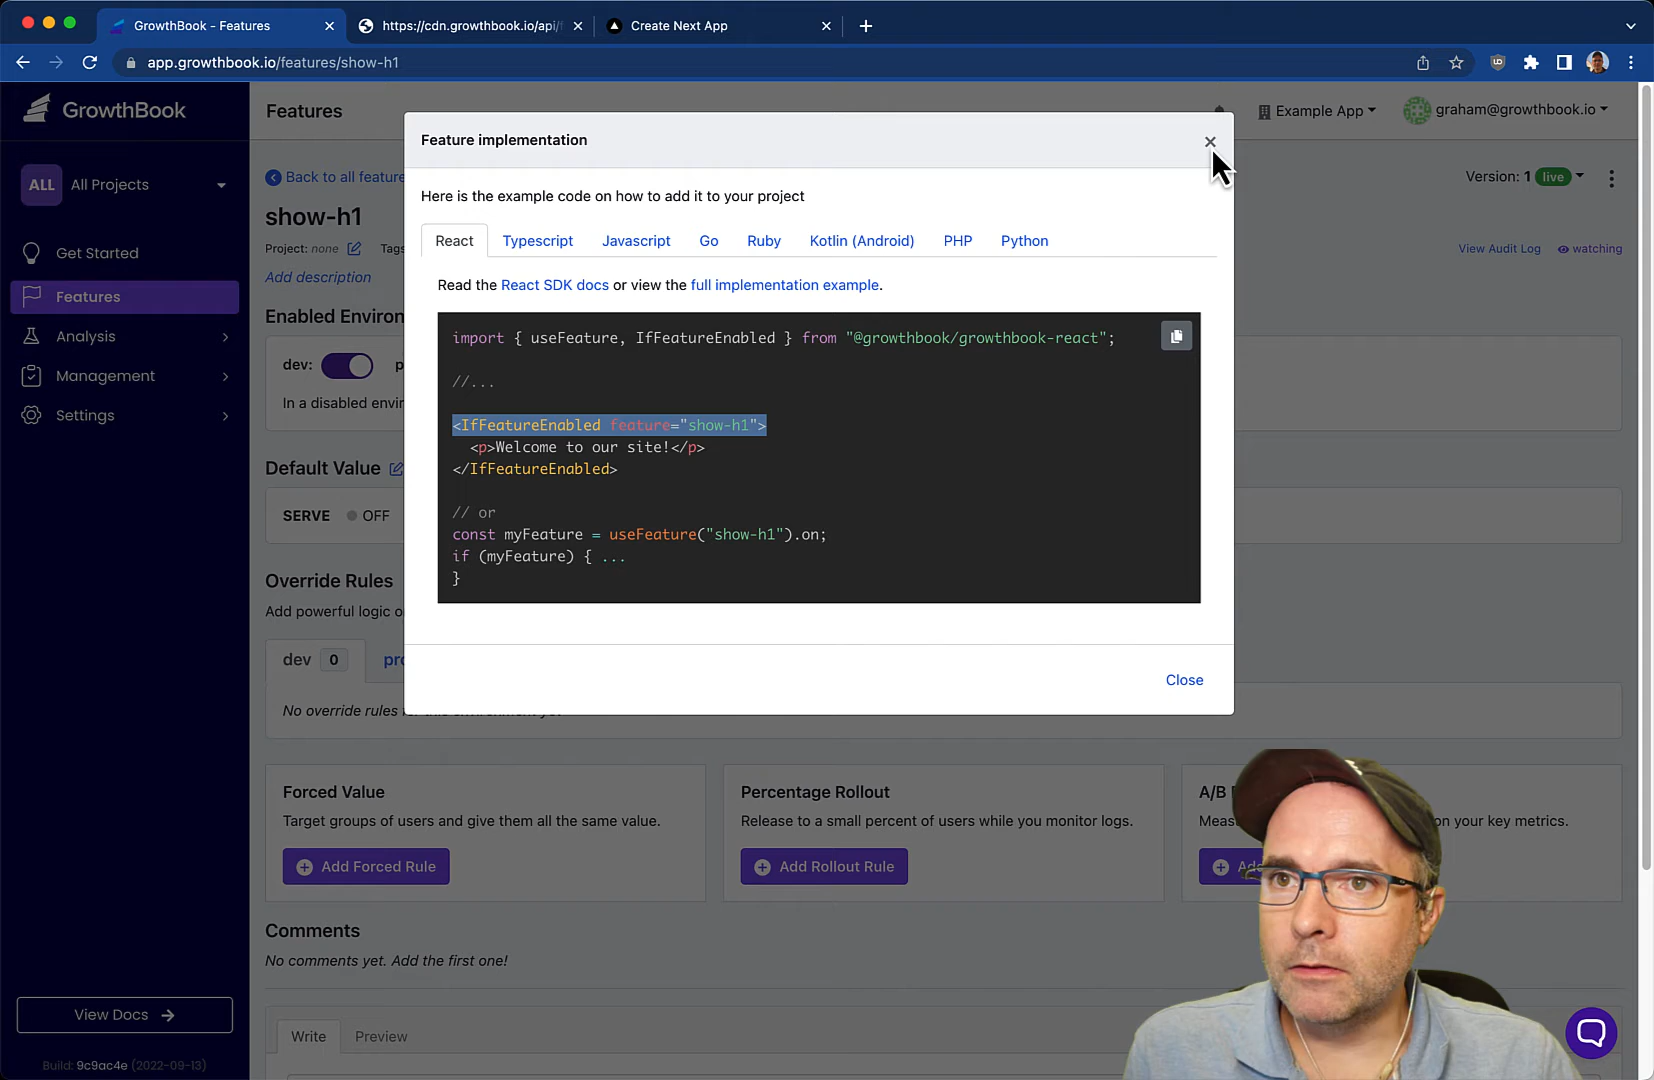 GrowthBook - Features
https://cdn.growthbook.io/api/f
Create Next App
app.growthbook.io/features/show-h1
GrowthBook
Features
Example App
graham@growthbook.io
ALL All Projects
Get Started
Features
Analysis
Management
Settings
View Docs
Build: 9c9ac4e (2022-09-13)
Back to all feature
Version: 1 live
show-h1
Project: none
Tags
View Audit Log
watching
Add description
Enabled Environ
dev:
p
In a disabled envir
Default Value
SERVE OFF
Override Rules
Add powerful logic o
dev 0
pro
No override rules for this environment yet
Feature implementation
Here is the example code on how to add it to your project
React Typescript Javascript Go Ruby Kotlin (Android) PHP Python
Read the React SDK docs or view the full implementation example.
import { useFeature, IfFeatureEnabled } from "@growthbook/growthbook-react";
//...
<IfFeatureEnabled feature="show-h1">
<p>Welcome to our site!</p>
</IfFeatureEnabled>
// or
const myFeature = useFeature("show-h1").on;
if (myFeature) { ...
}
Close
Forced Value
Target groups of users and give them all the same value.
Add Forced Rule
Percentage Rollout
Release to a small percent of users while you monitor logs.
Add Rollout Rule
A/B
Meas
on your key metrics.
Comments
No comments yet. Add the first one!
Write Preview